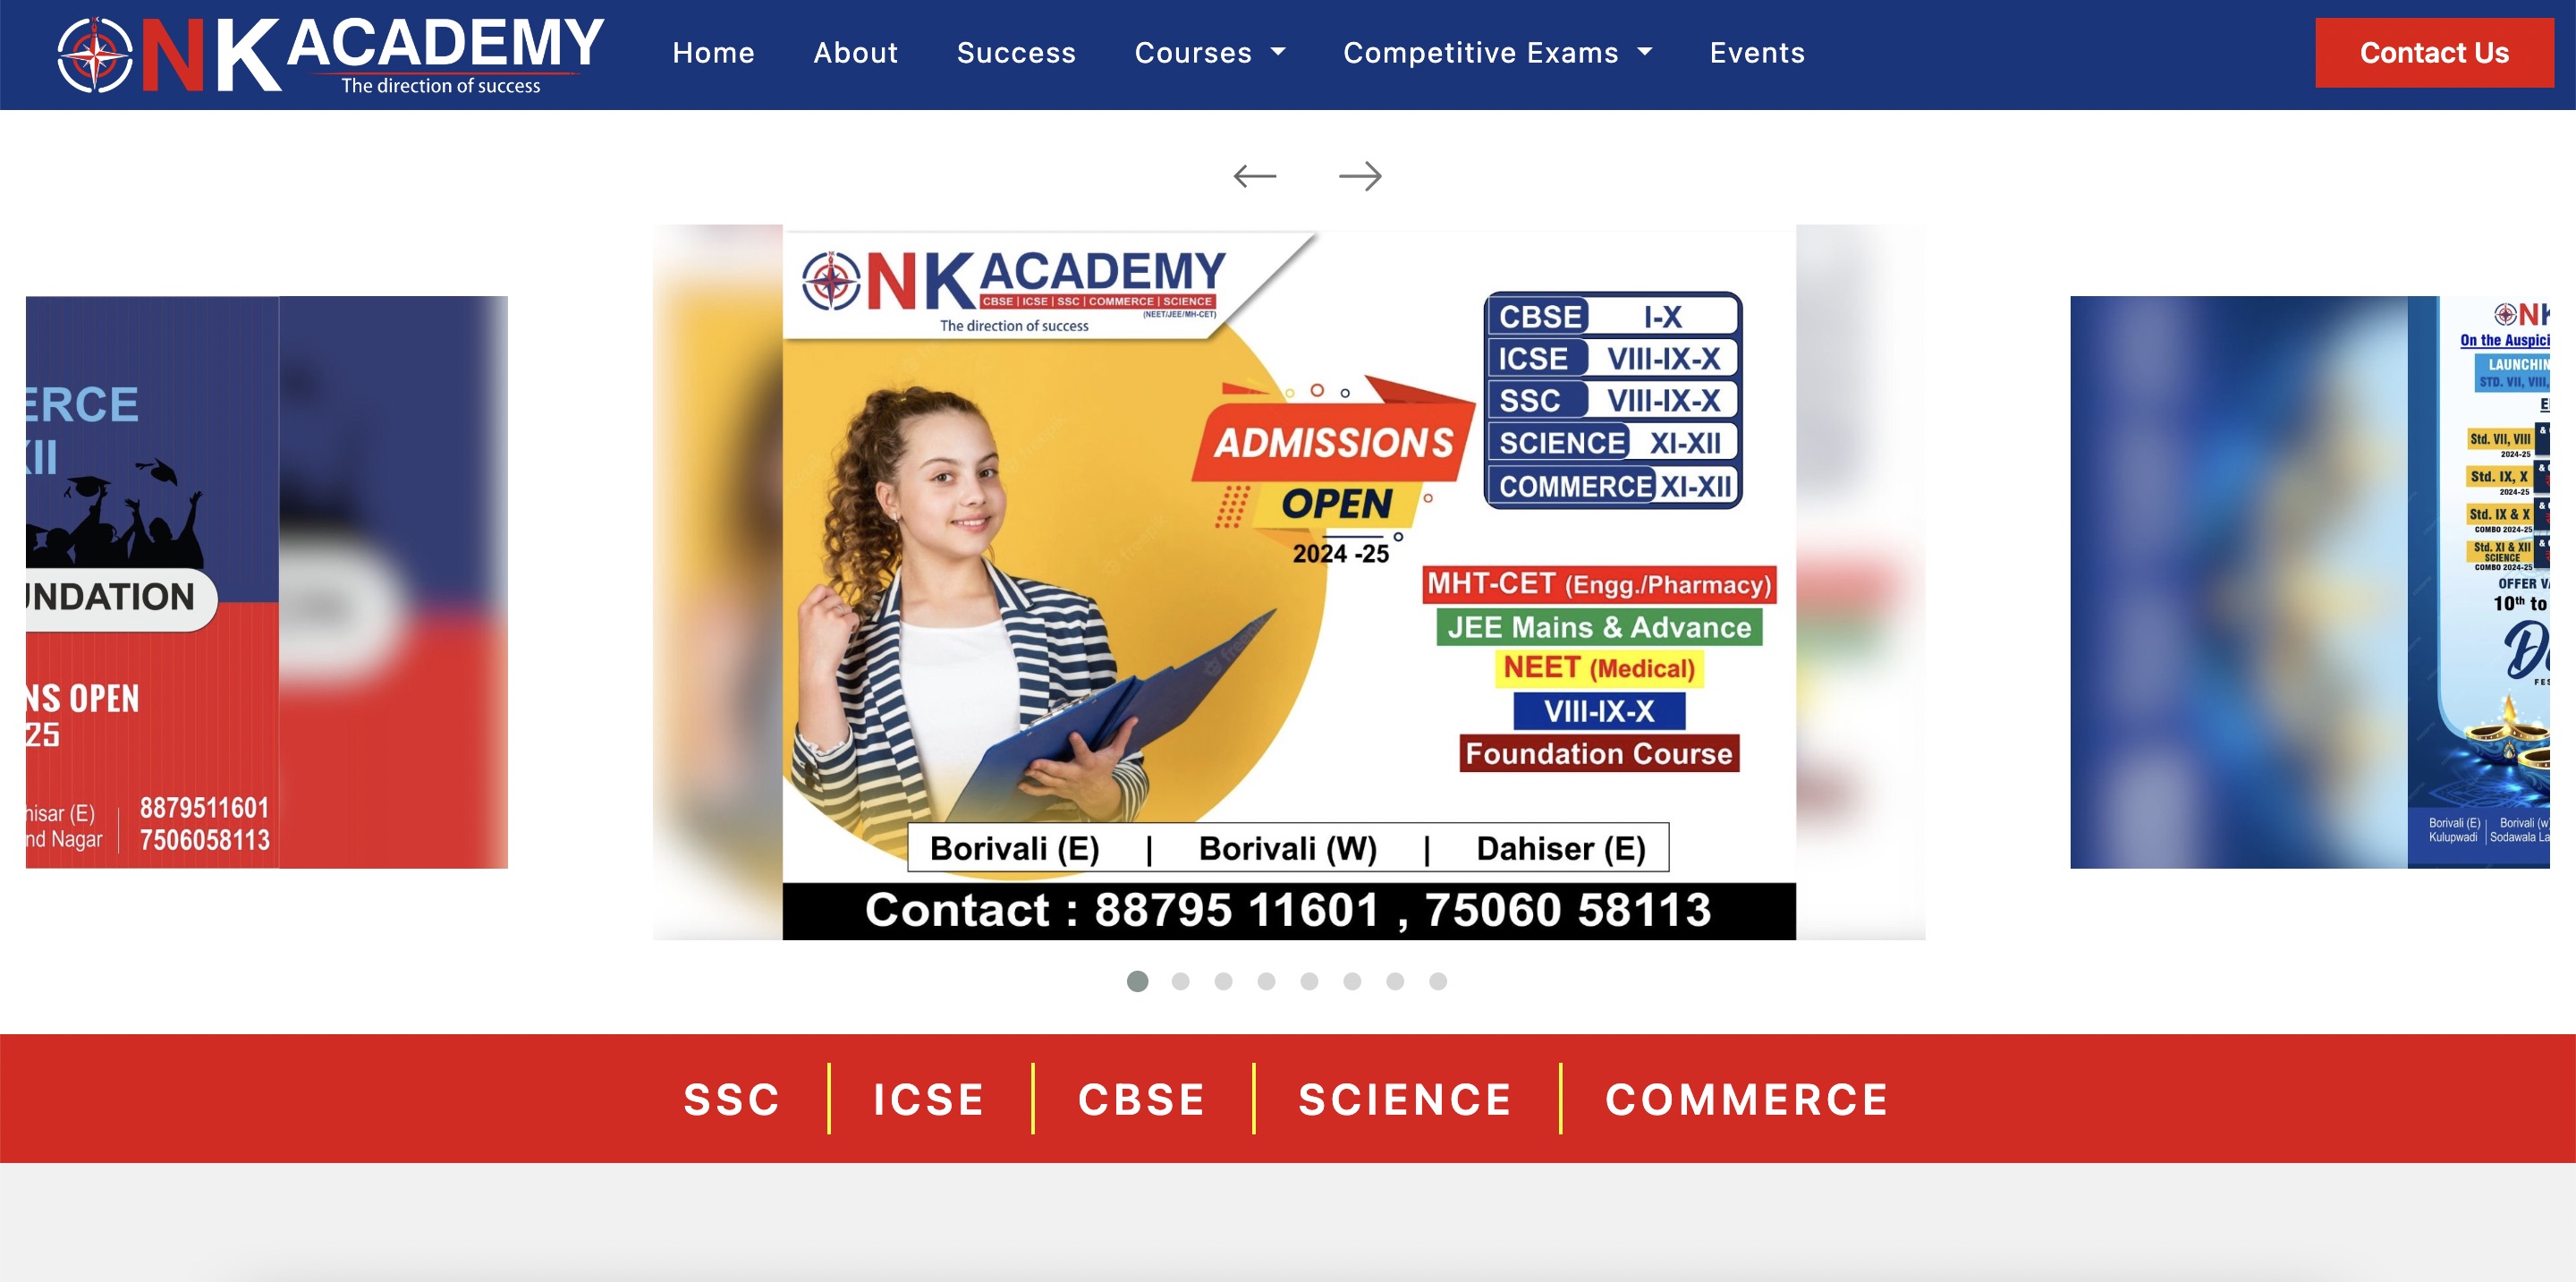 NK ACADEMY
The direction of success
Home
About
Success
Courses
Competitive Exams
Events
Contact Us
ERCE
XII
UNDATION
NS OPEN
25
hisar (E)
nd Nagar
8879511601
7506058113
NK ACADEMY
CBSE | ICSE | SSC | COMMERCE | SCIENCE
(NEET/JEE/MH-CET)
The direction of success
CBSE I-X
ICSE VIII-IX-X
SSC VIII-IX-X
SCIENCE XI-XII
COMMERCE XI-XII
ADMISSIONS
OPEN
2024 -25
MHT-CET (Engg./Pharmacy)
JEE Mains & Advance
NEET (Medical)
VIII-IX-X
Foundation Course
Borivali (E) | Borivali (W) | Dahiser (E)
Contact : 88795 11601 , 75060 58113
NK
On the Auspici
LAUNCHIN
STD. VII, VIII,
Std. VII, VIII &
2024-25
Std. IX, X &
2024-25
Std. IX & X &
COMBO 2024-25
Std. XI & XII &
SCIENCE
COMBO 2024-25
OFFER VA
10th to
Borivali (E) | Borivali (w)
Kulupwadi | Sodawala La
SSC
ICSE
CBSE
SCIENCE
COMMERCE